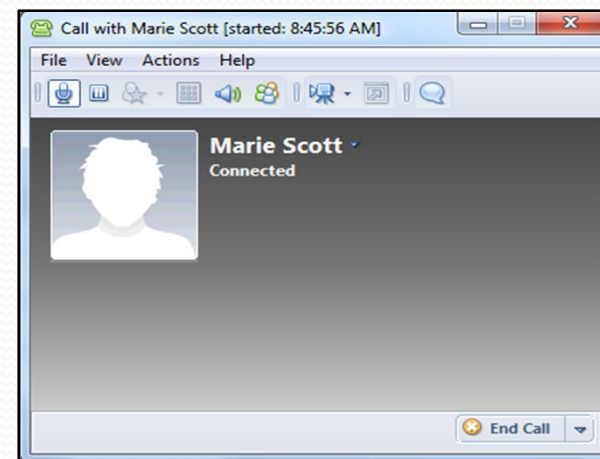 Call with Marie Scott [started: 8:45:56 AM]
File View Actions Help
Marie Scott
Connected
End Call